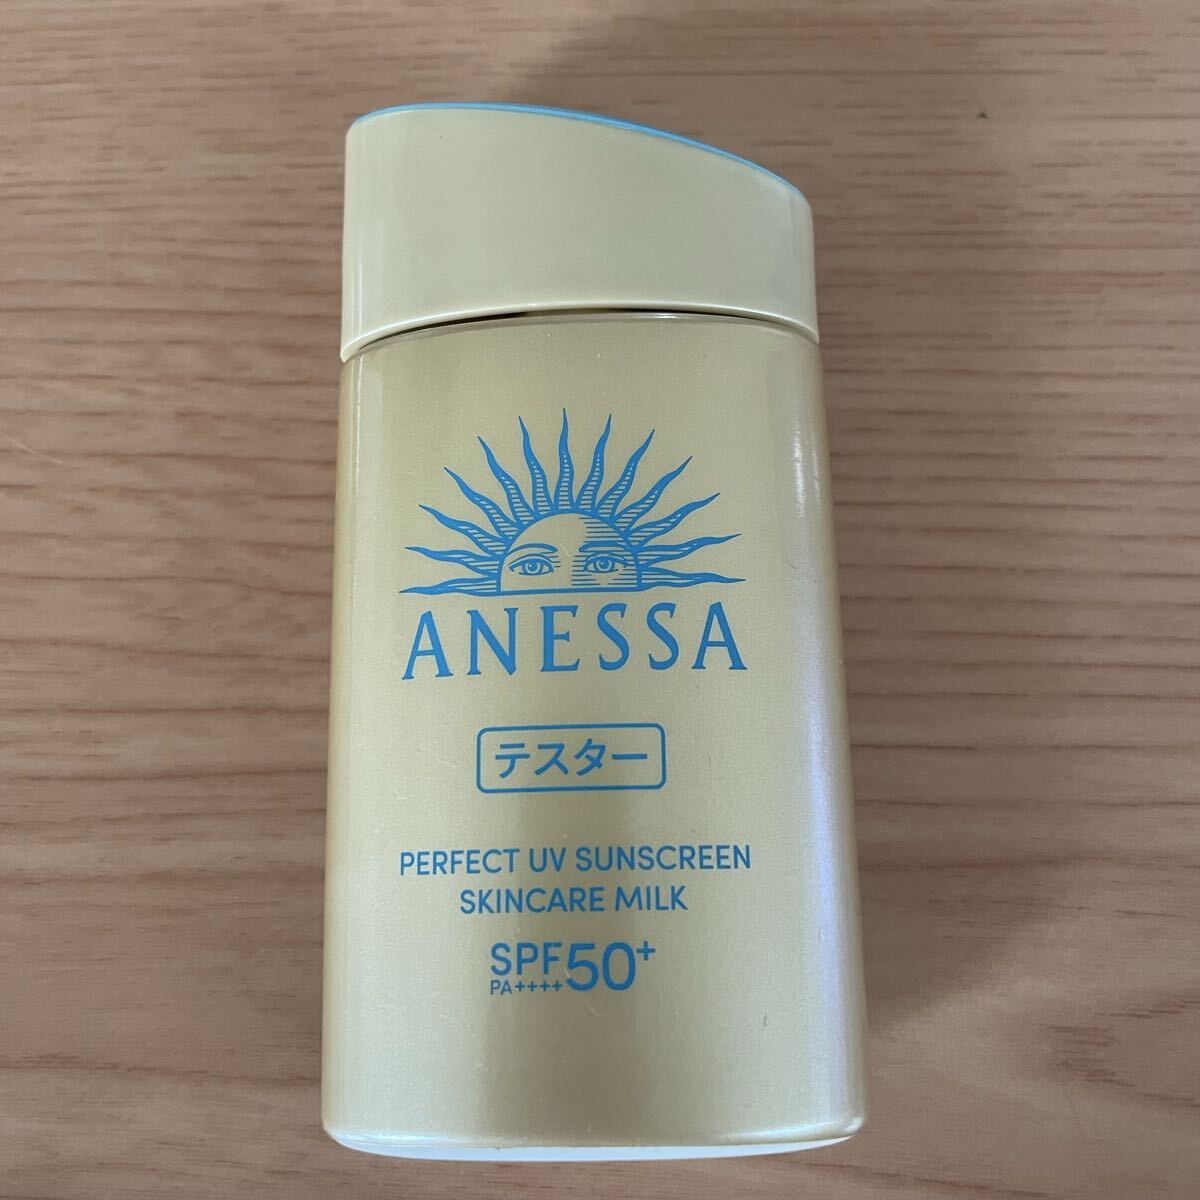 ANESSA
テスター
PERFECT UV SUNSCREEN
SKINCARE MILK
SPF50+
PA++++